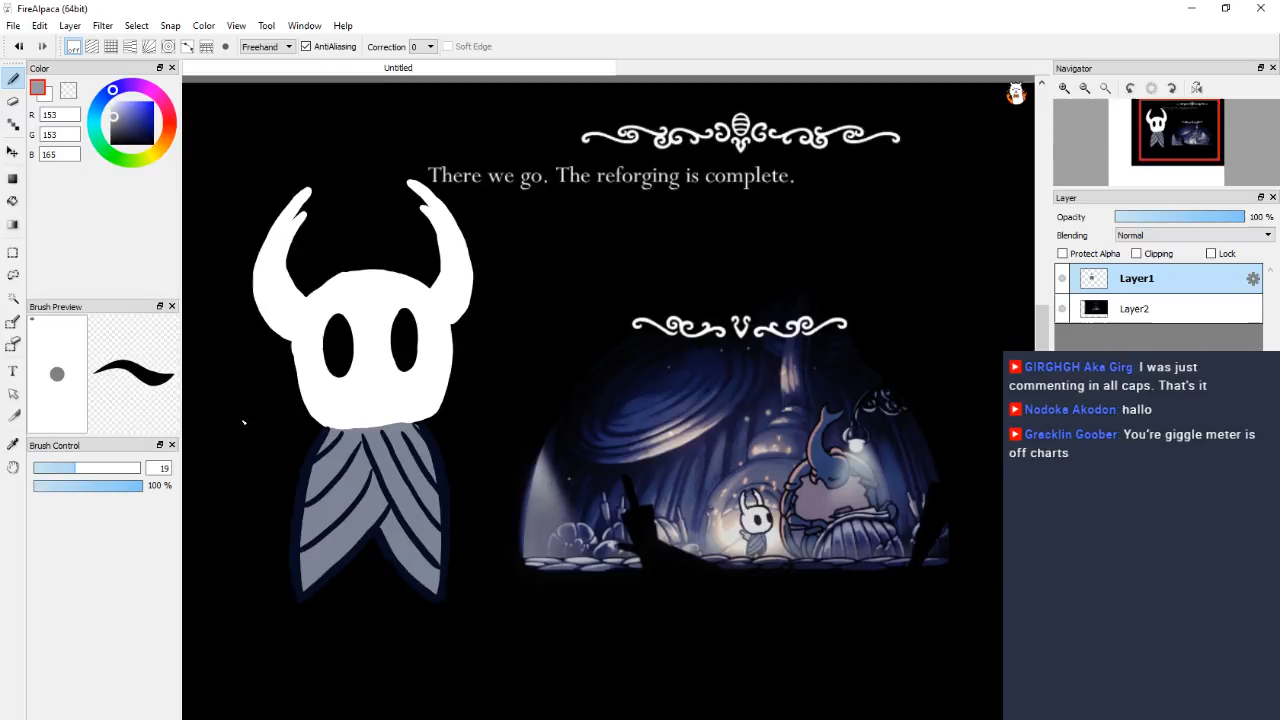 FireAlpaca (64bit)
File Edit Layer Filter Select Snap Color View Tool Window Help
off Freehand AntiAliasing Correction 0 Soft Edge
Color
Untitled
Navigator
R 153
G 153
B 165
There we go. The reforging is complete.
Layer
Opacity 100 %
Blending Normal
Protect Alpha Clipping Lock
Layer1
Layer2
Brush Preview
Brush Control
19
100 %
GIRGHGH Aka Girg: I was just
commenting in all caps. That's it
Nodoka Akodon: hallo
Gracklin Goober: You're giggle meter is
off charts